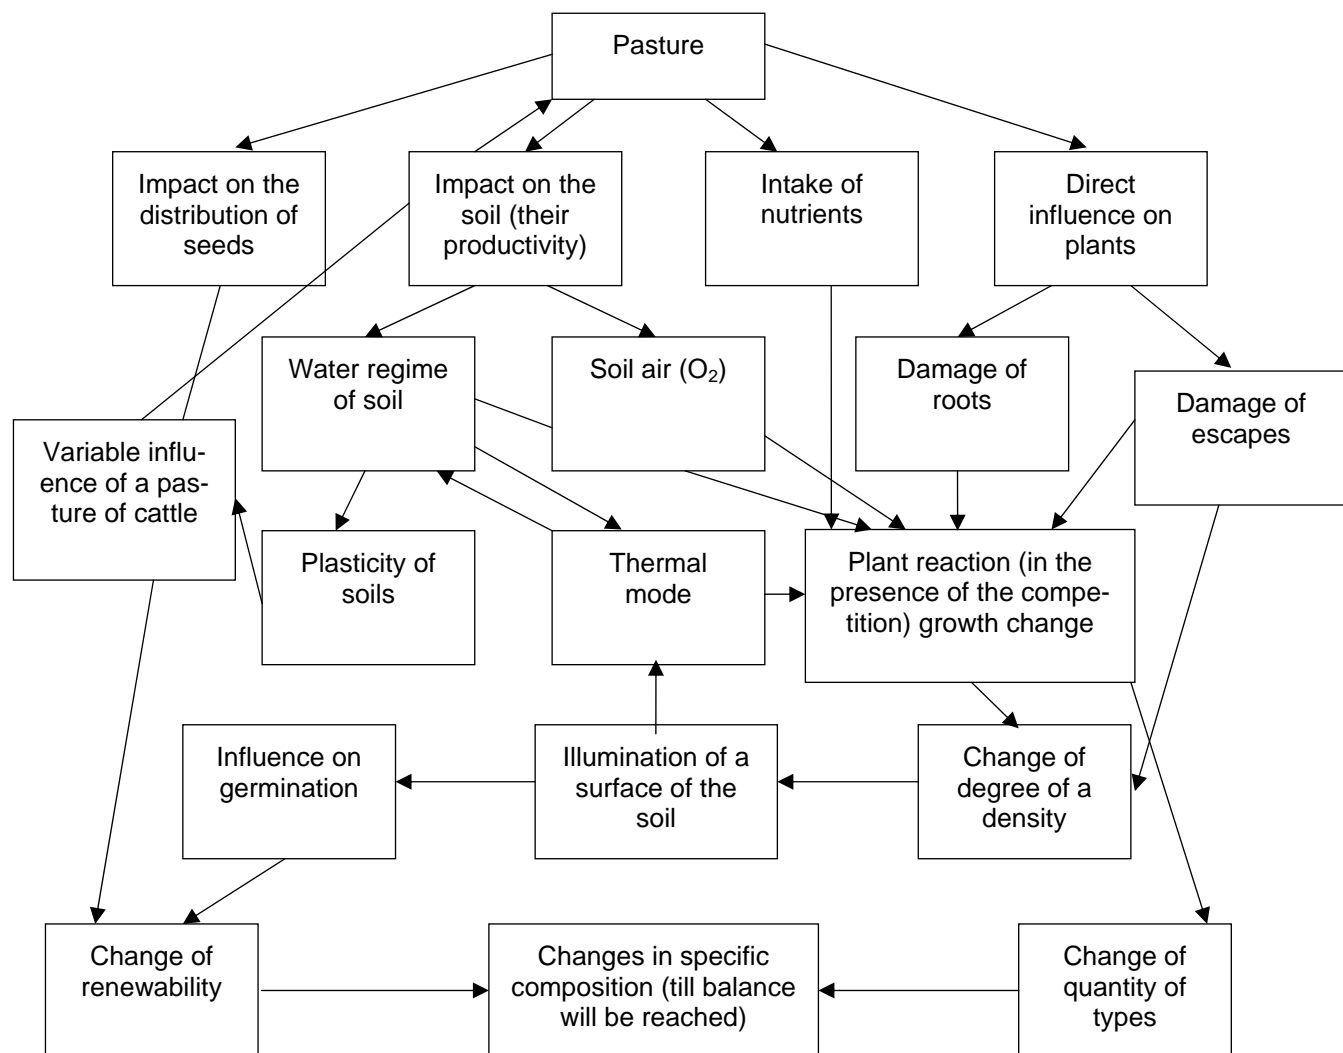 Pasture
Impact on the
distribution of
seeds
Impact on the
soil (their
productivity)
Intake of
nutrients
Direct
influence on
plants
Water regime
of soil
Soil air (O₂)
Damage of
roots
Damage of
escapes
Variable influ-
ence of a pas-
ture of cattle
Plasticity of
soils
Thermal
mode
Plant reaction (in the
presence of the compe-
tition) growth change
Influence on
germination
Illumination of a
surface of the
soil
Change of
degree of a
density
Change of
renewability
Changes in specific
composition (till balance
will be reached)
Change of
quantity of
types